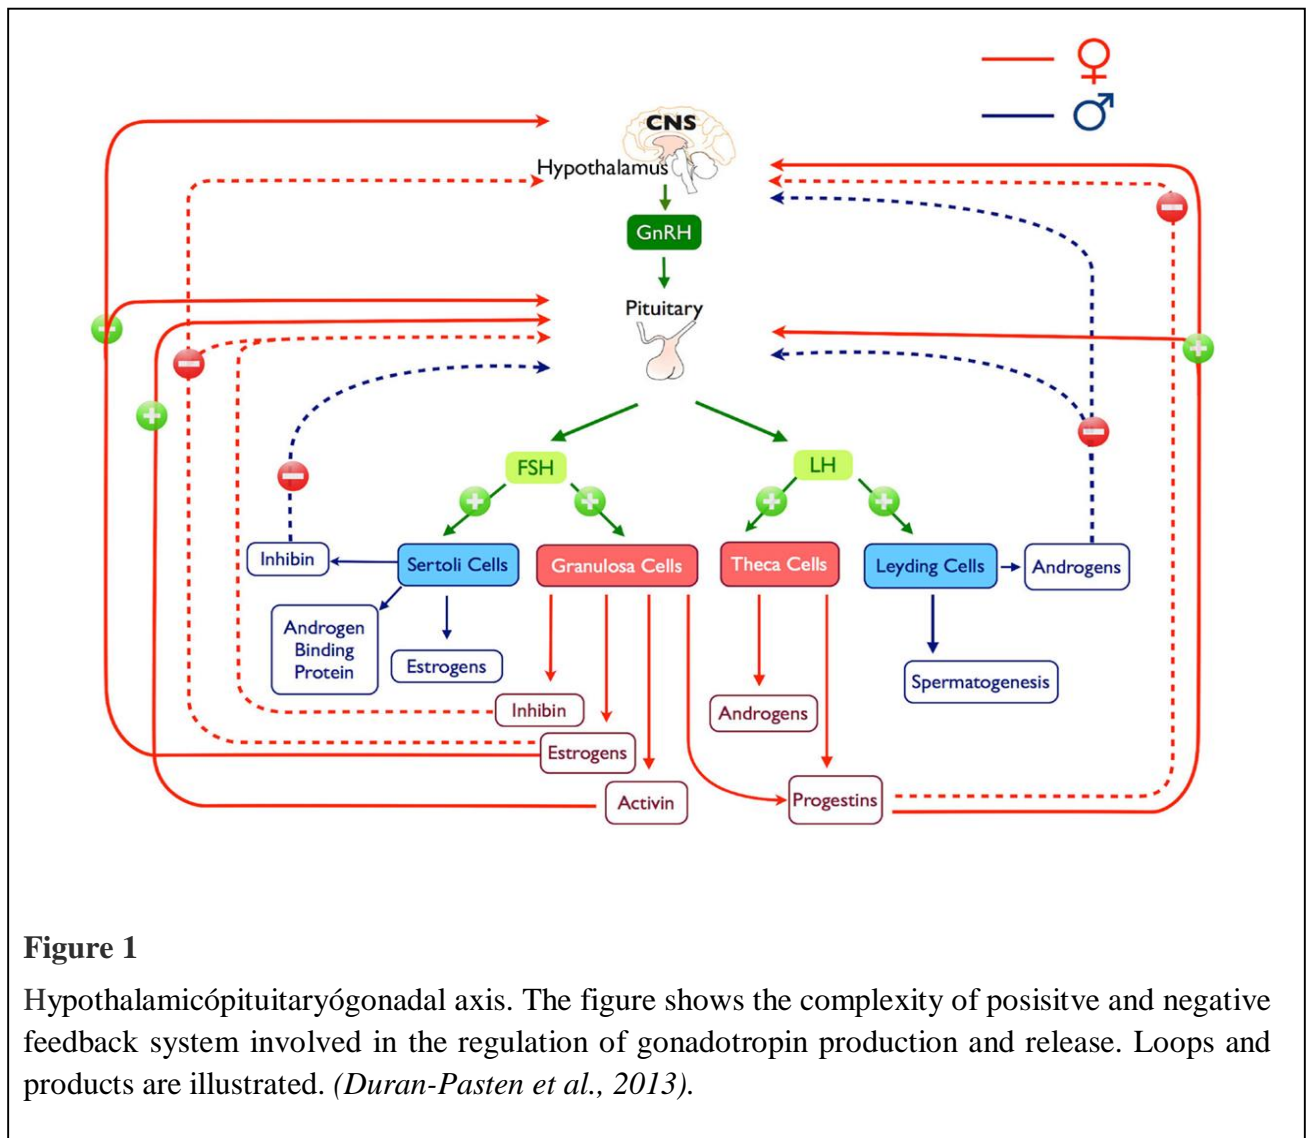 CNS
Hypothalamus
GnRH
Pituitary
FSH
LH
Inhibin
Sertoli Cells
Granulosa Cells
Theca Cells
Leyding Cells
Androgens
Androgen
Binding
Protein
Estrogens
Spermatogenesis
Inhibin
Androgens
Estrogens
Activin
Progestins
Figure 1
Hypothalamicópituitaryógonadal axis. The figure shows the complexity of posisitve and negative
feedback system involved in the regulation of gonadotropin production and release. Loops and
products are illustrated. (Duran-Pasten et al., 2013).